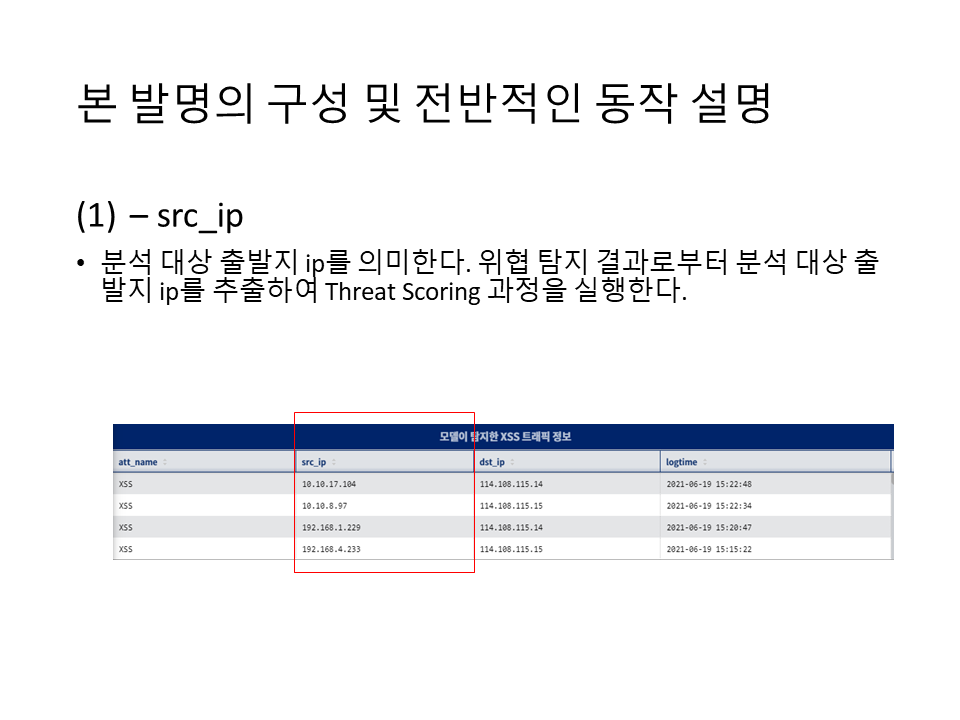 본 발명의 구성 및 전반적인 동작 설명
(1) – src_ip
• 분석 대상 출발지 ip를 의미한다. 위협 탐지 결과로부터 분석 대상 출
발지 ip를 추출하여 Threat Scoring 과정을 실행한다.
모델이 탐지한 XSS 트래픽 정보
att_name src_ip dst_ip logtime
XSS 10.10.17.104 114.108.115.14 2021-06-19 15:22:48
XSS 10.10.8.97 114.108.115.15 2021-06-19 15:22:34
XSS 192.168.1.229 114.108.115.14 2021-06-19 15:20:47
XSS 192.168.4.233 114.108.115.15 2021-06-19 15:15:22